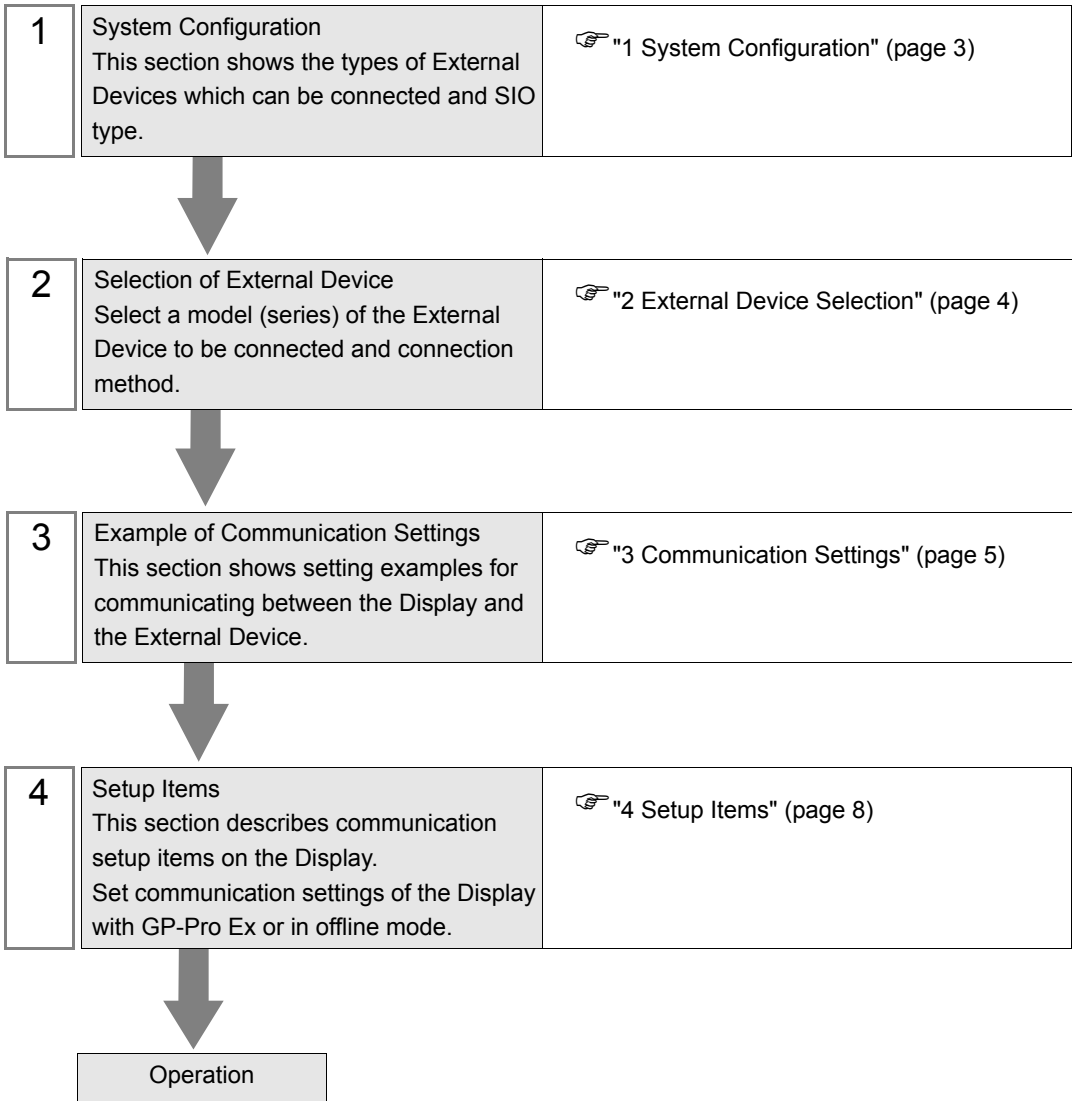 1
System Configuration
This section shows the types of External
Devices which can be connected and SIO
type.
"1 System Configuration" (page 3)
2
Selection of External Device
Select a model (series) of the External
Device to be connected and connection
method.
"2 External Device Selection" (page 4)
3
Example of Communication Settings
This section shows setting examples for
communicating between the Display and
the External Device.
"3 Communication Settings" (page 5)
4
Setup Items
This section describes communication
setup items on the Display.
Set communication settings of the Display
with GP-Pro Ex or in offline mode.
"4 Setup Items" (page 8)
Operation